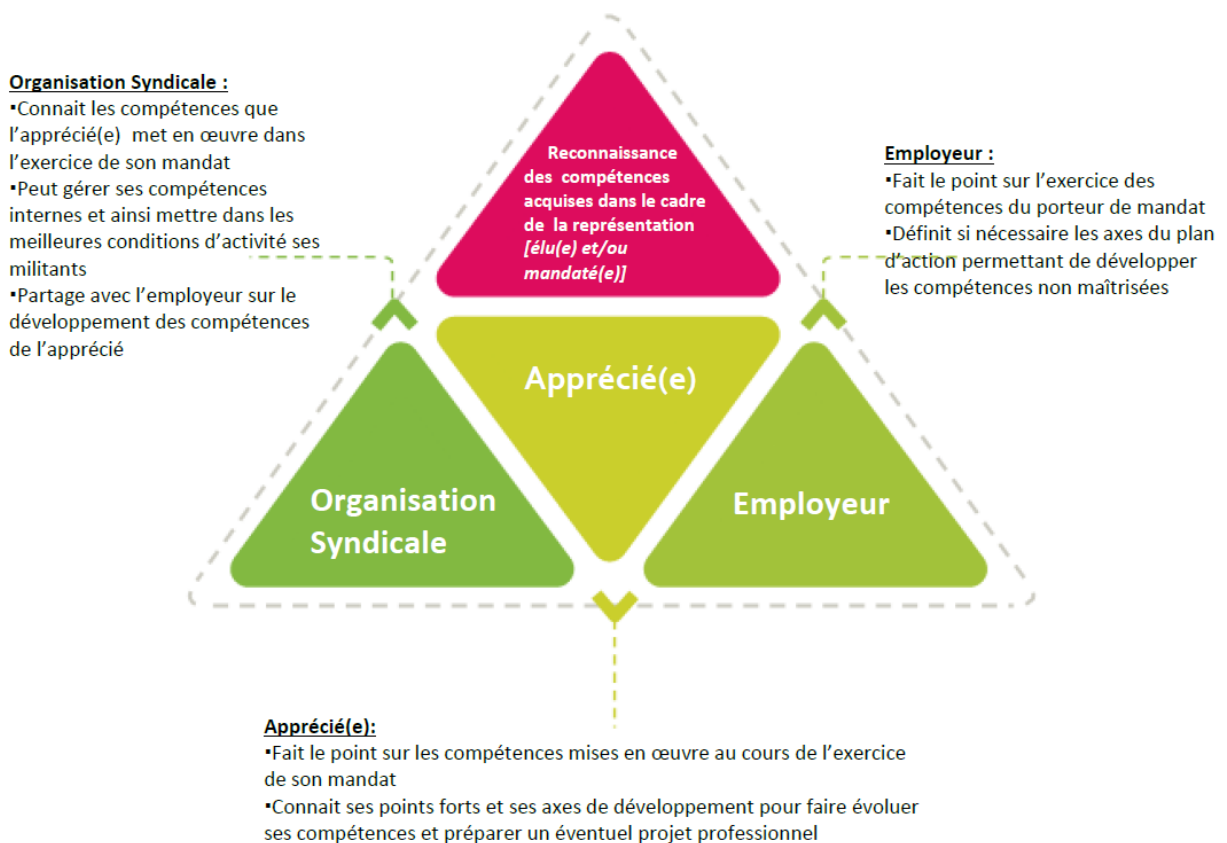 Organisation Syndicale :
▪Connait les compétences que
l’apprécié(e)  met en œuvre dans
l’exercice de son mandat
▪Peut gérer ses compétences
internes et ainsi mettre dans les
meilleures conditions d’activité ses
militants
▪Partage avec l’employeur sur le
développement des compétences
de l’apprécié
Reconnaissance
des compétences
acquises dans le cadre
de la représentation
[élu(e) et/ou
mandaté(e)]
Employeur :
▪Fait le point sur l’exercice des
compétences du porteur de mandat
▪Définit si nécessaire les axes du plan
d’action permettant de développer
les compétences non maîtrisées
Apprécié(e)
Organisation
Syndicale
Employeur
Apprécié(e):
▪Fait le point sur les compétences mises en œuvre au cours de l’exercice
de son mandat
▪Connait ses points forts et ses axes de développement pour faire évoluer
ses compétences et préparer un éventuel projet professionnel